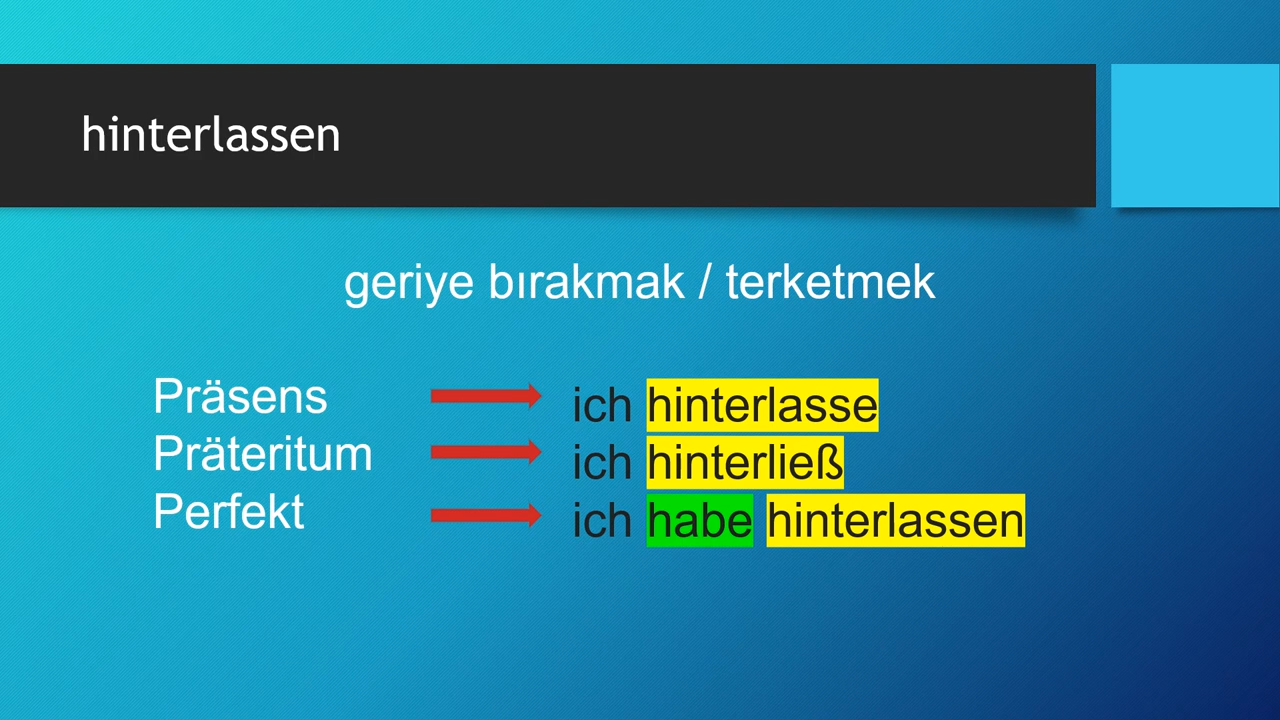 hinterlassen
geriye bırakmak / terketmek
Präsens ich hinterlasse
Präteritum ich hinterließ
Perfekt ich habe hinterlassen